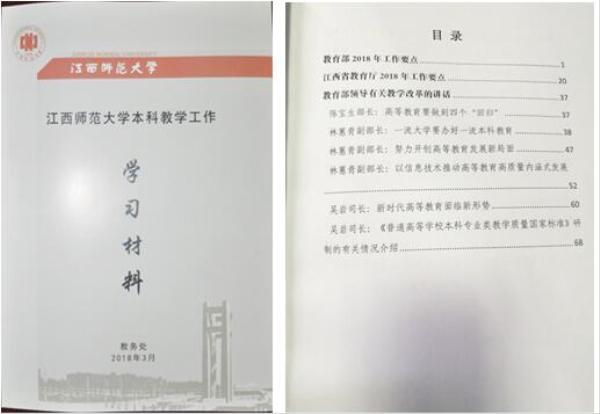 江西师范大学
江西师范大学本科教学工作
学
习
材
料
教务处
2018年3月
目 录
教育部 2018 年工作要点............1
江西省教育厅 2018 年工作要点............20
教育部领导有关教学改革的讲话............37
陈宝生部长：高等教育要做到四个“回归”............37
林蕙青副部长：一流大学要办好一流本科教育............38
林蕙青副部长：努力开创高等教育发展新局面............47
林蕙青副部长：以信息技术推动高等教育高质量内涵式发展
............52
吴岩司长：新时代高等教育面临新形势............60
吴岩司长：《普通高等学校本科专业类教学质量国家标准》研
制的有关情况介绍............68